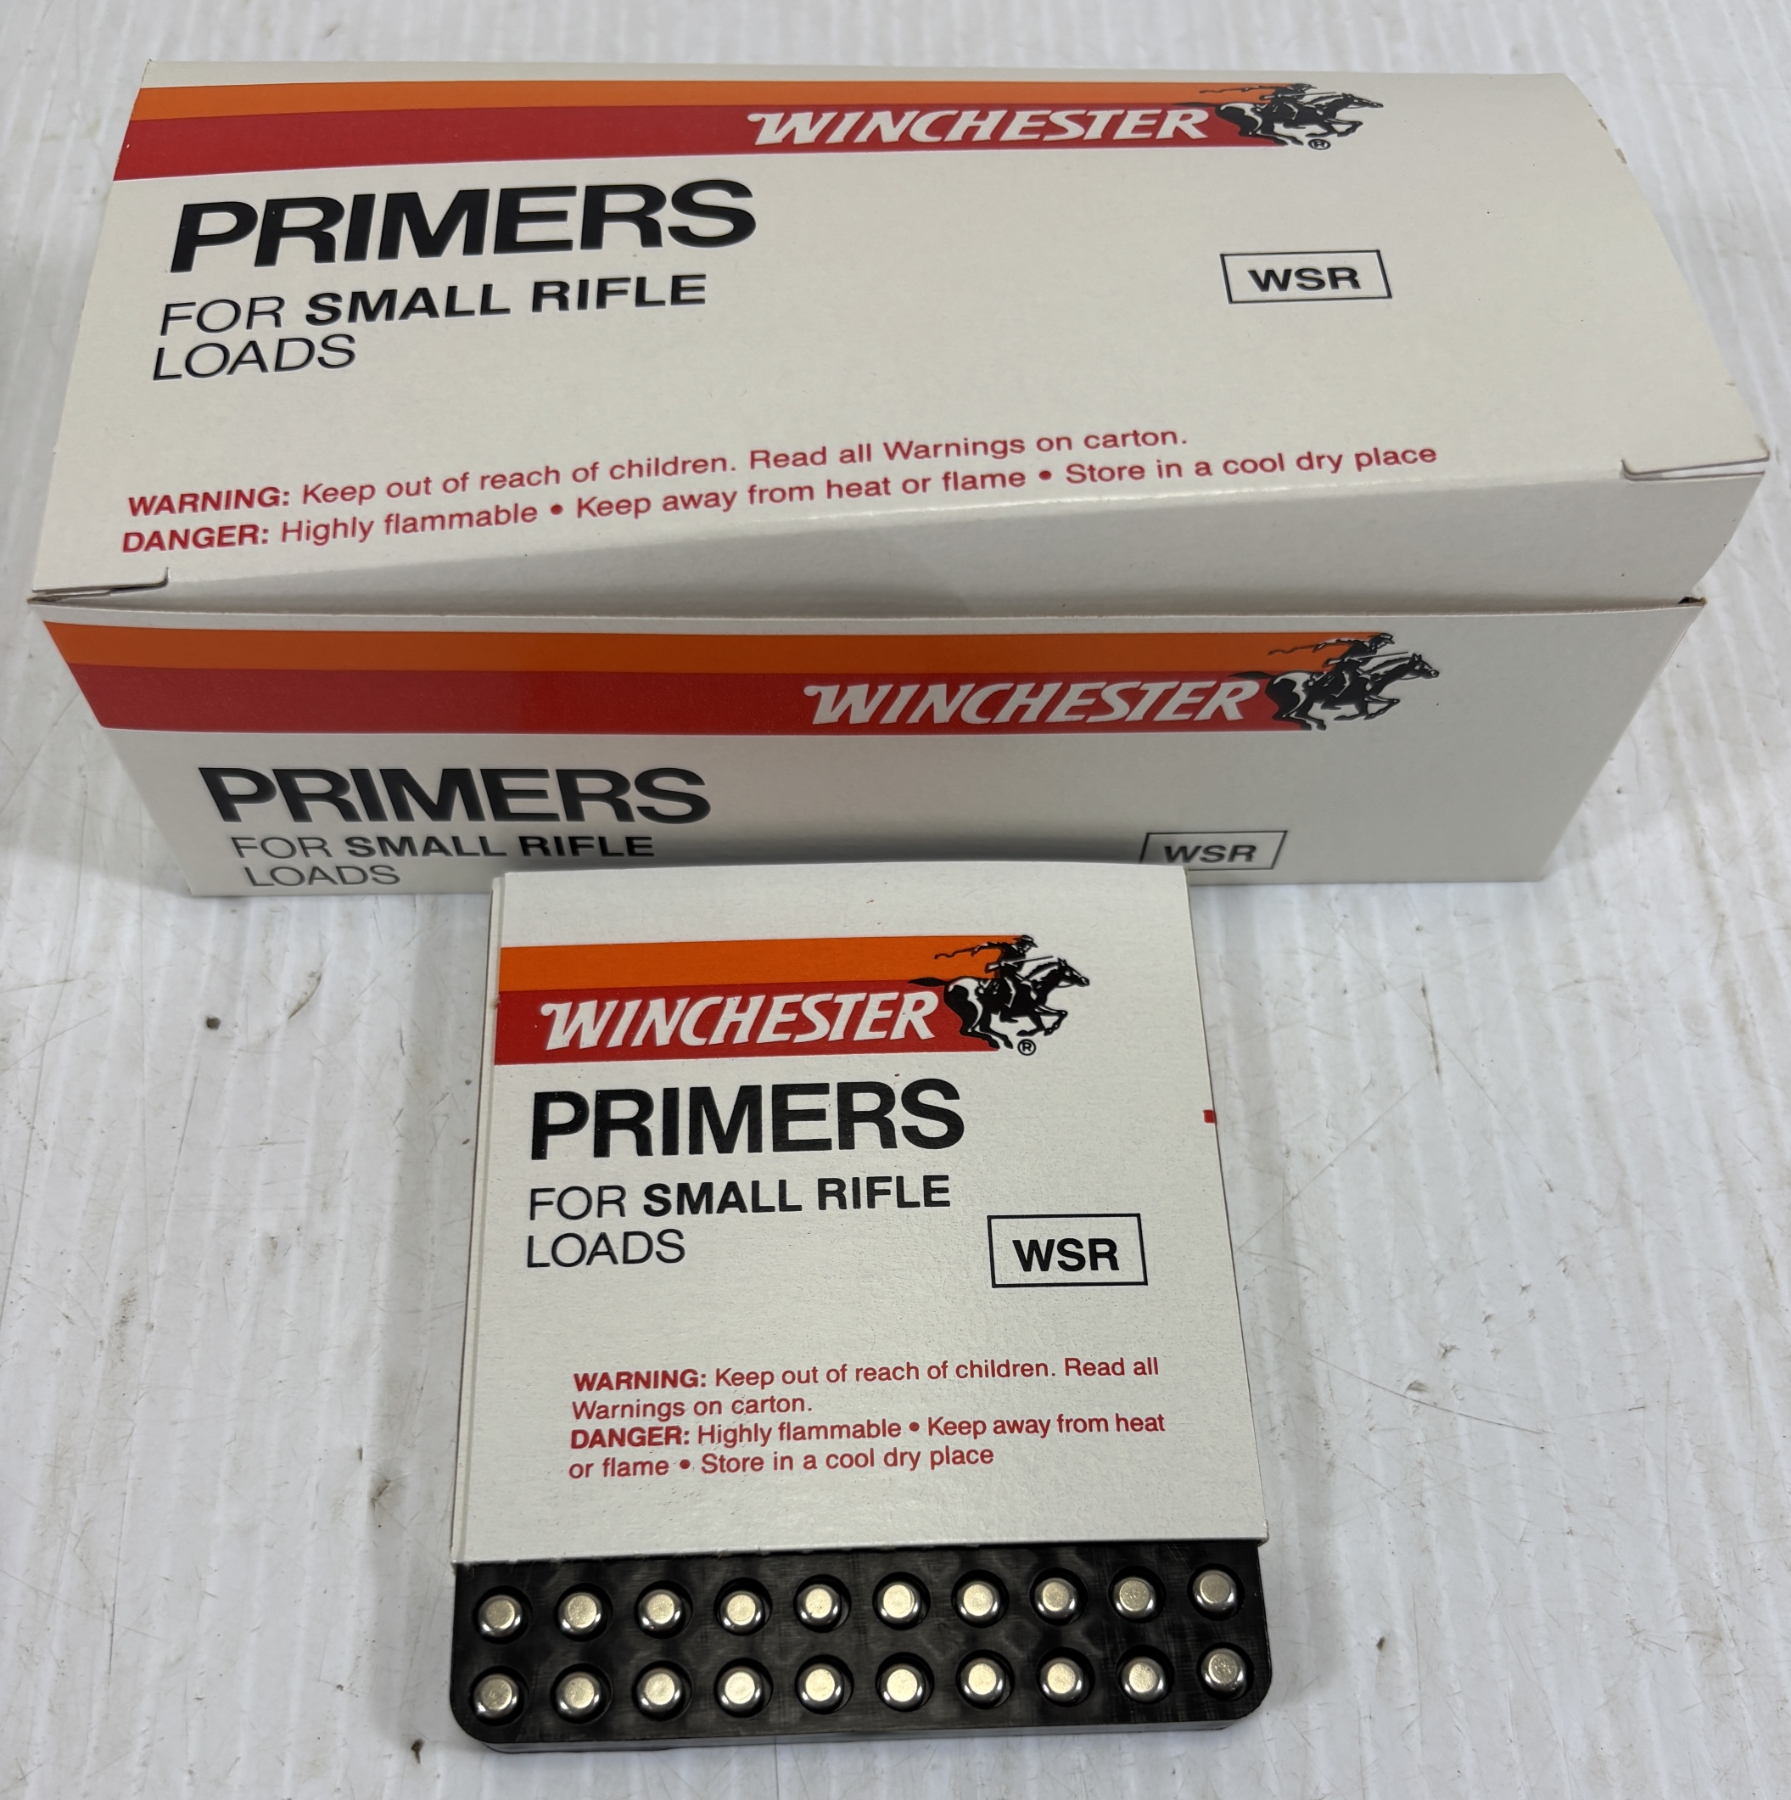 WINCHESTER
®
PRIMERS
FOR SMALL RIFLE
LOADS
WSR
WARNING: Keep out of reach of children. Read all Warnings on carton.
DANGER: Highly flammable • Keep away from heat or flame • Store in a cool dry place
WINCHESTER
PRIMERS
FOR SMALL RIFLE
LOADS
WSR
WINCHESTER
®
PRIMERS
FOR SMALL RIFLE
LOADS
WSR
WARNING: Keep out of reach of children. Read all
Warnings on carton.
DANGER: Highly flammable • Keep away from heat
or flame • Store in a cool dry place